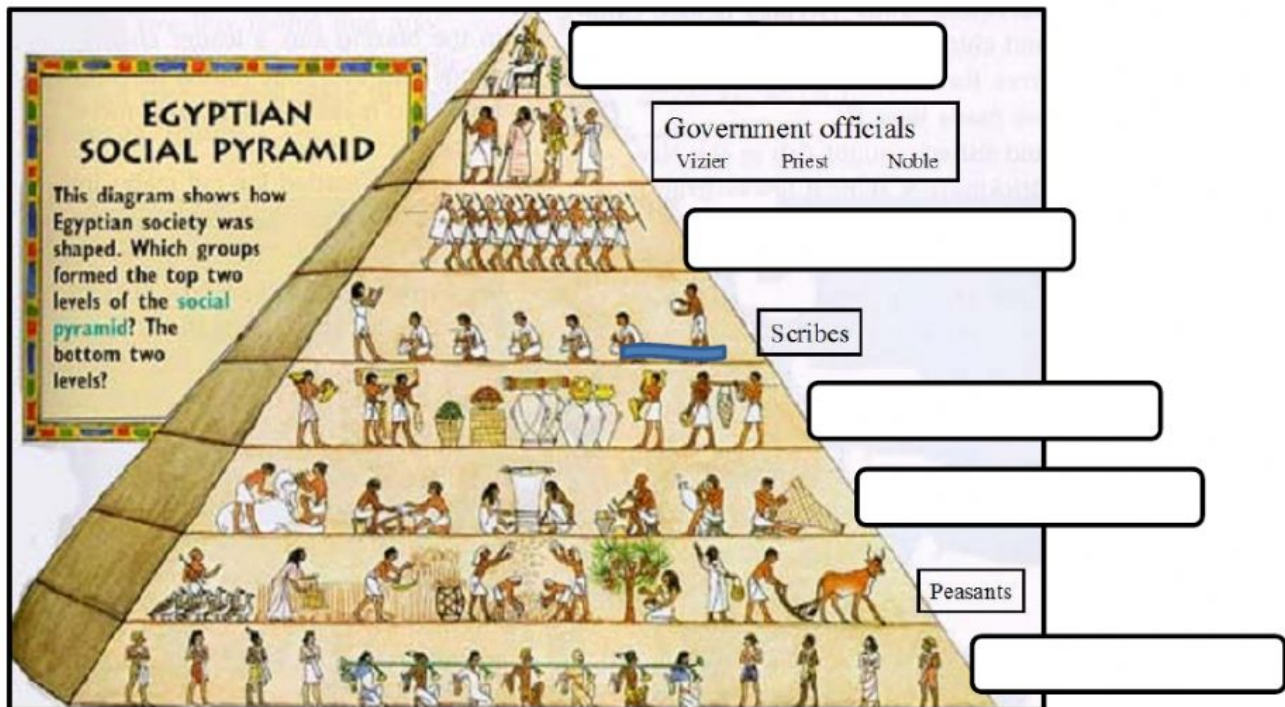 EGYPTIAN
SOCIAL PYRAMID
This diagram shows how
Egyptian society was
shaped. Which groups
formed the top two
levels of the social
pyramid? The
bottom two
levels?
Government officials
Vizier Priest Noble
Scribes
Peasants